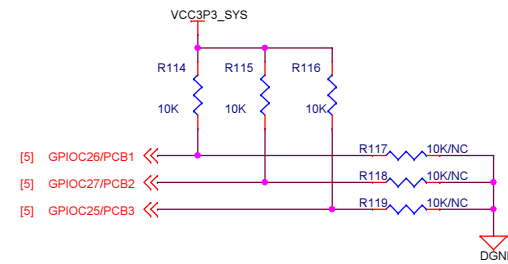 VCC3P3_SYS
R114 R115 R116
10K 10K 10K
[5] GPIOC26/PCB1 R117 10K/NC
[5] GPIOC27/PCB2 R118 10K/NC
[5] GPIOC25/PCB3 R119 10K/NC